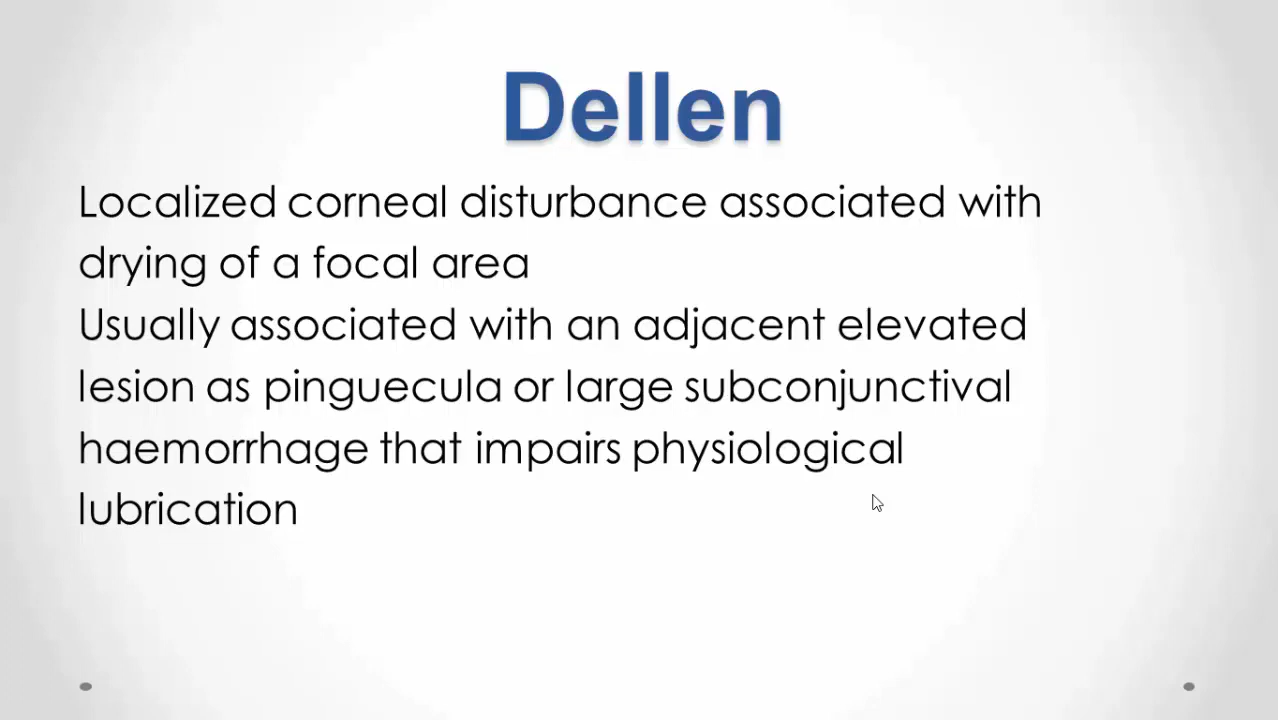 Dellen
Localized corneal disturbance associated with
drying of a focal area
Usually associated with an adjacent elevated
lesion as pinguecula or large subconjunctival
haemorrhage that impairs physiological
lubrication